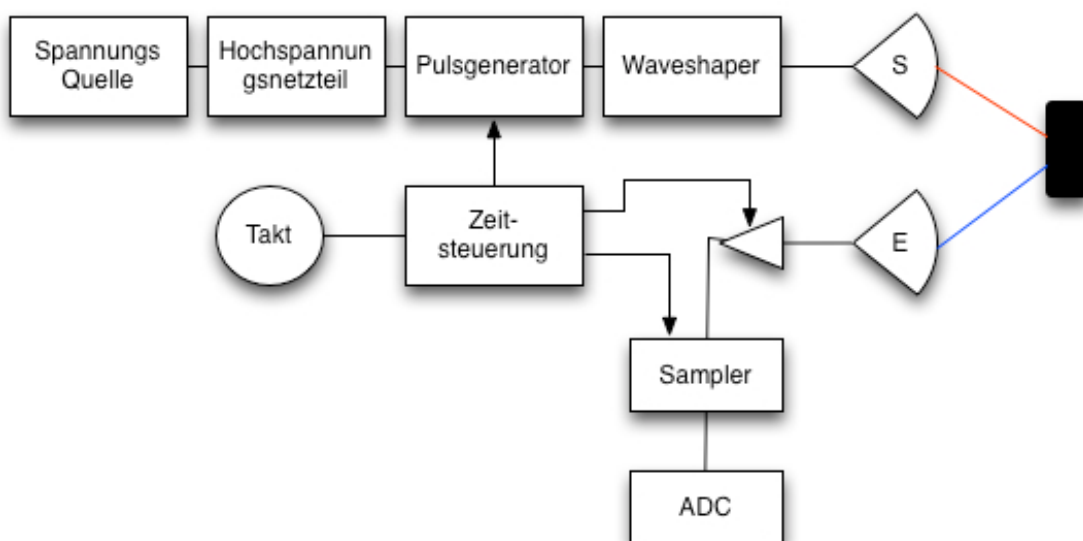 Spannungs
Quelle
Hochspannun
gsnetzteil
Pulsgenerator
Waveshaper
S
Takt
Zeit-
steuerung
E
Sampler
ADC